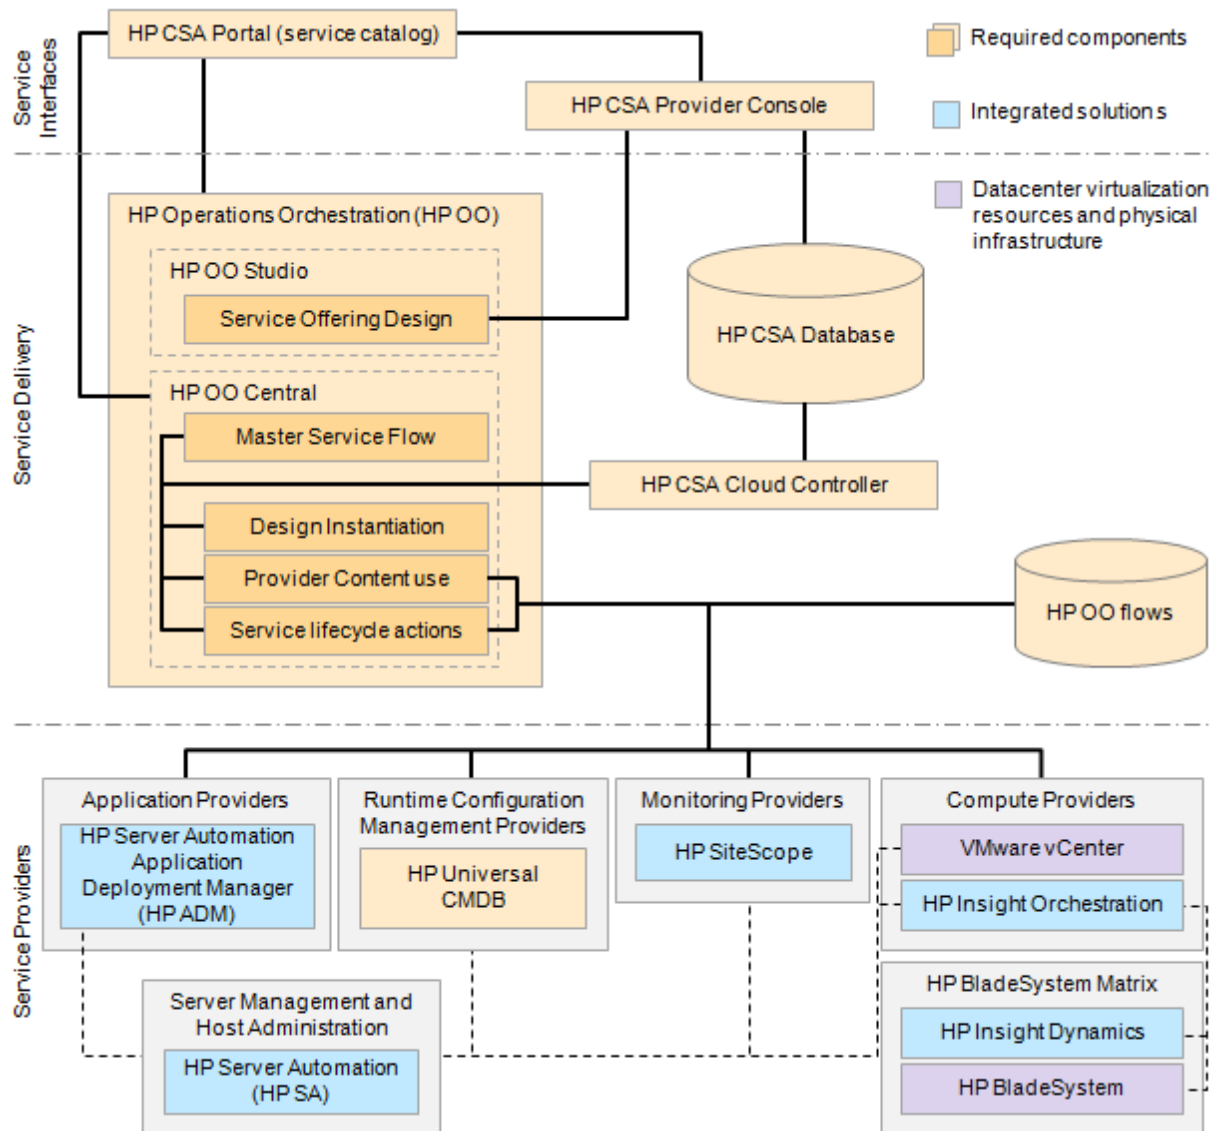 Service
Interfaces
HP CSA Portal (service catalog)
HP CSA Provider Console
Required components
Integrated solutions
Datacenter virtualization
resources and physical
infrastructure
Service Delivery
HP Operations Orchestration (HP OO)
HP OO Studio
Service Offering Design
HP OO Central
Master Service Flow
Design Instantiation
Provider Content use
Service lifecycle actions
HP CSA Database
HP CSA Cloud Controller
HP OO flows
Service Providers
Application Providers
HP Server Automation
Application
Deployment Manager
(HP ADM)
Runtime Configuration
Management Providers
HP Universal
CMDB
Monitoring Providers
HP SiteScope
Compute Providers
VMware vCenter
HP Insight Orchestration
Server Management and
Host Administration
HP Server Automation
(HP SA)
HP BladeSystem Matrix
HP Insight Dynamics
HP BladeSystem